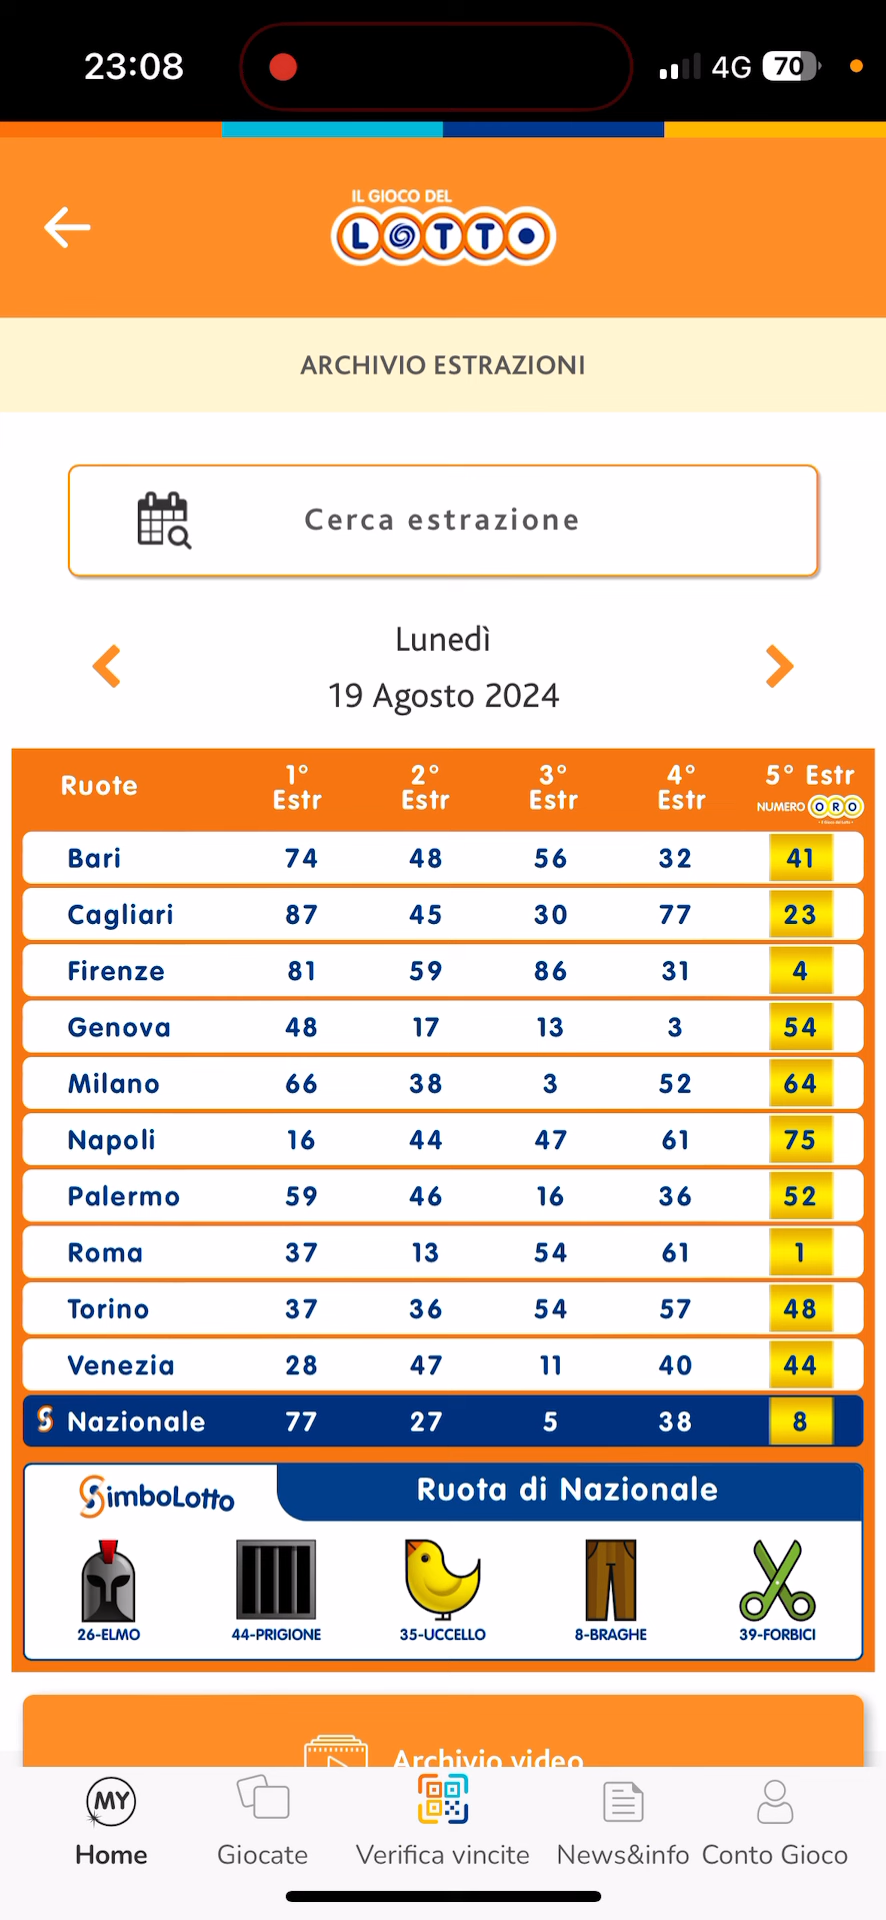 23:08
4G 70
IL GIOCO DEL
LOTTO
ARCHIVIO ESTRAZIONI
Cerca estrazione
Lunedì
19 Agosto 2024
Ruote 1° Estr 2° Estr 3° Estr 4° Estr 5° Estr
NUMERO ORO
Bari 74 48 56 32 41
Cagliari 87 45 30 77 23
Firenze 81 59 86 31 4
Genova 48 17 13 3 54
Milano 66 38 3 52 64
Napoli 16 44 47 61 75
Palermo 59 46 16 36 52
Roma 37 13 54 61 1
Torino 37 36 54 57 48
Venezia 28 47 11 40 44
S Nazionale 77 27 5 38 8
SimboLotto Ruota di Nazionale
26-ELMO 44-PRIGIONE 35-UCCELLO 8-BRAGHE 39-FORBICI
Archivio video
MY
Home Giocate Verifica vincite News&info Conto Gioco